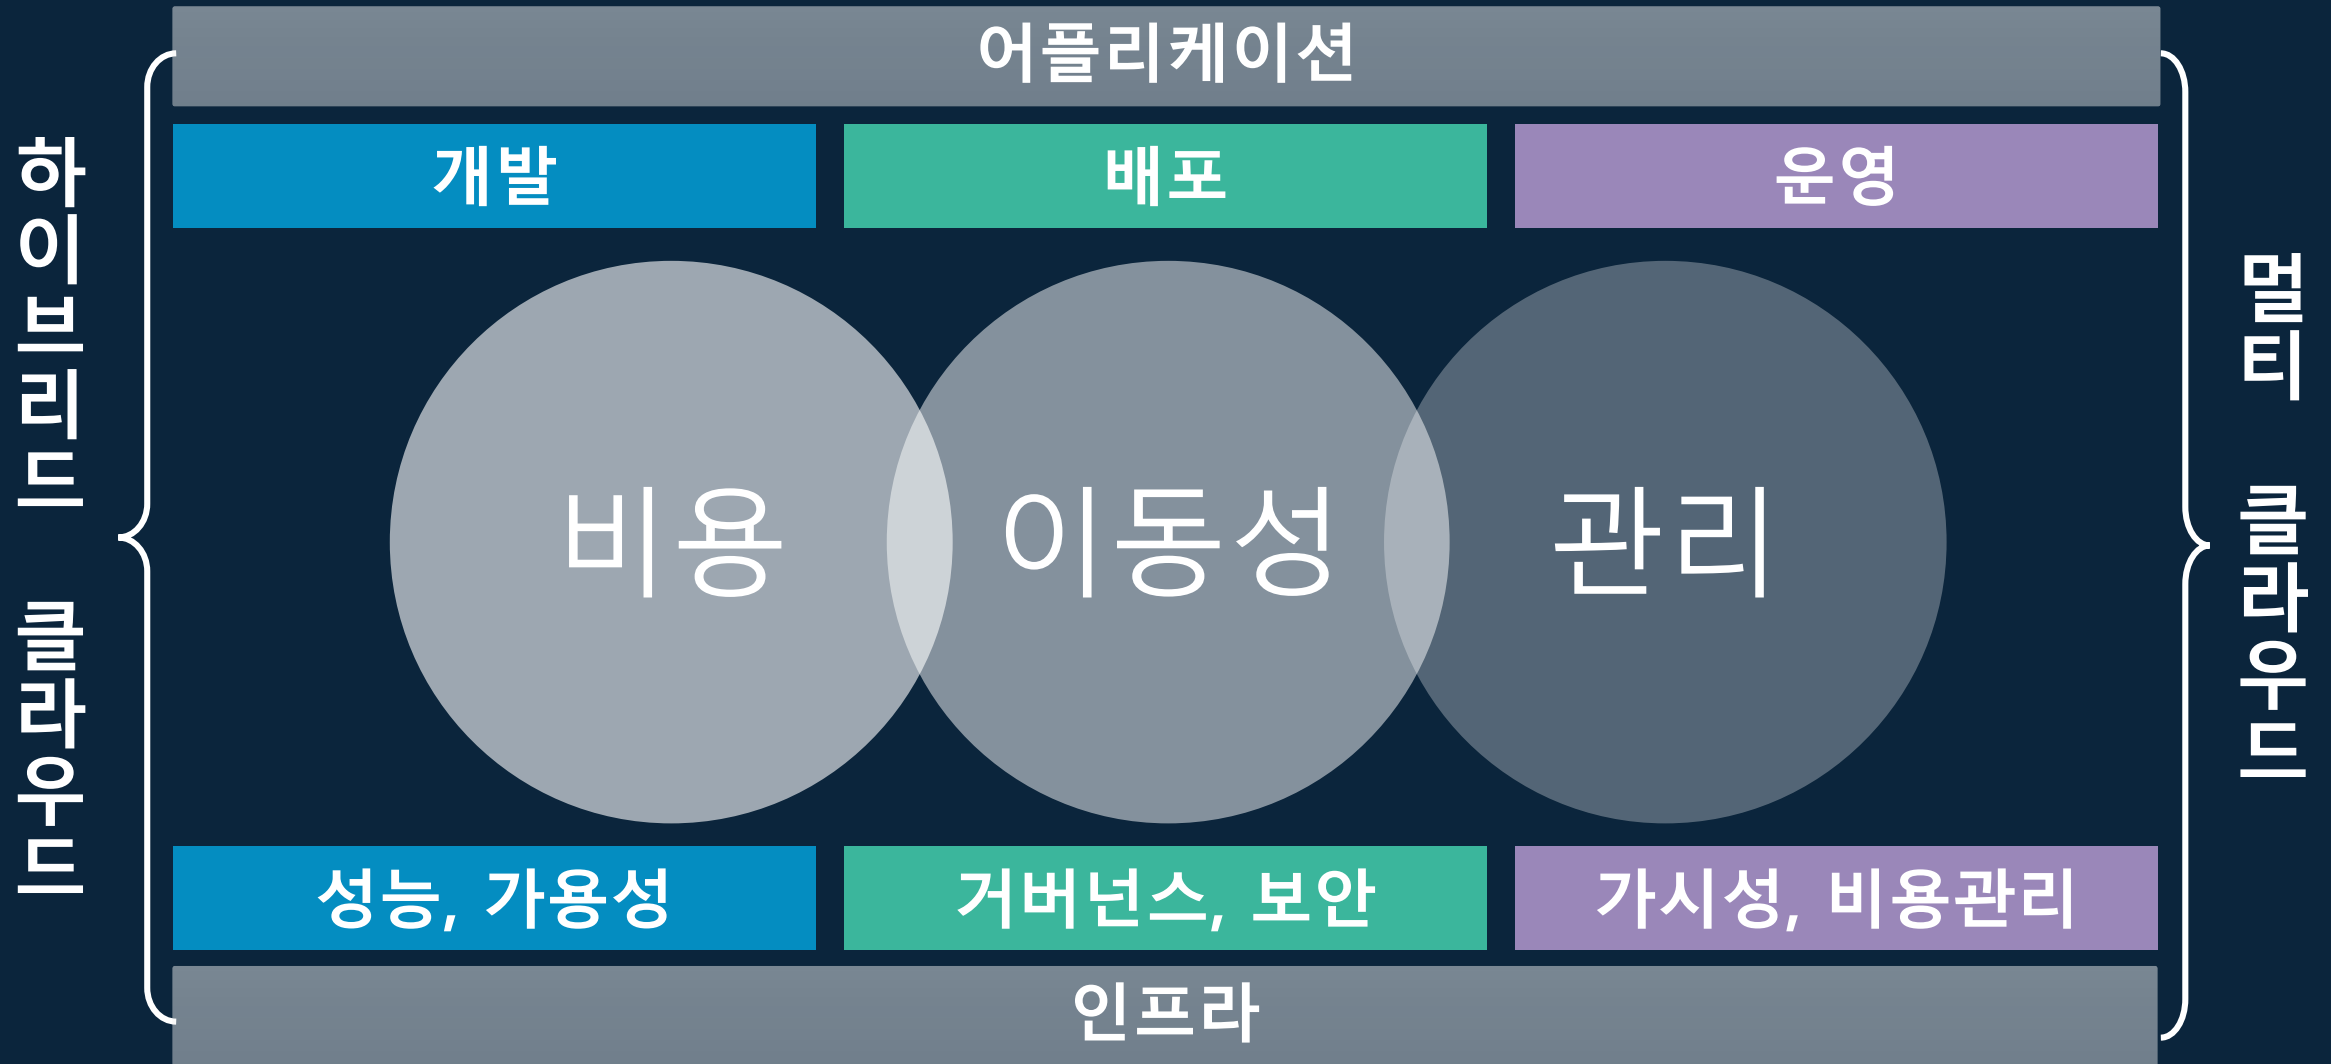 어플리케이션
개발
배포
운영
하이브리드 클라우드
멀티 클라우드
비용
이동성
관리
성능, 가용성
거버넌스, 보안
가시성, 비용관리
인프라